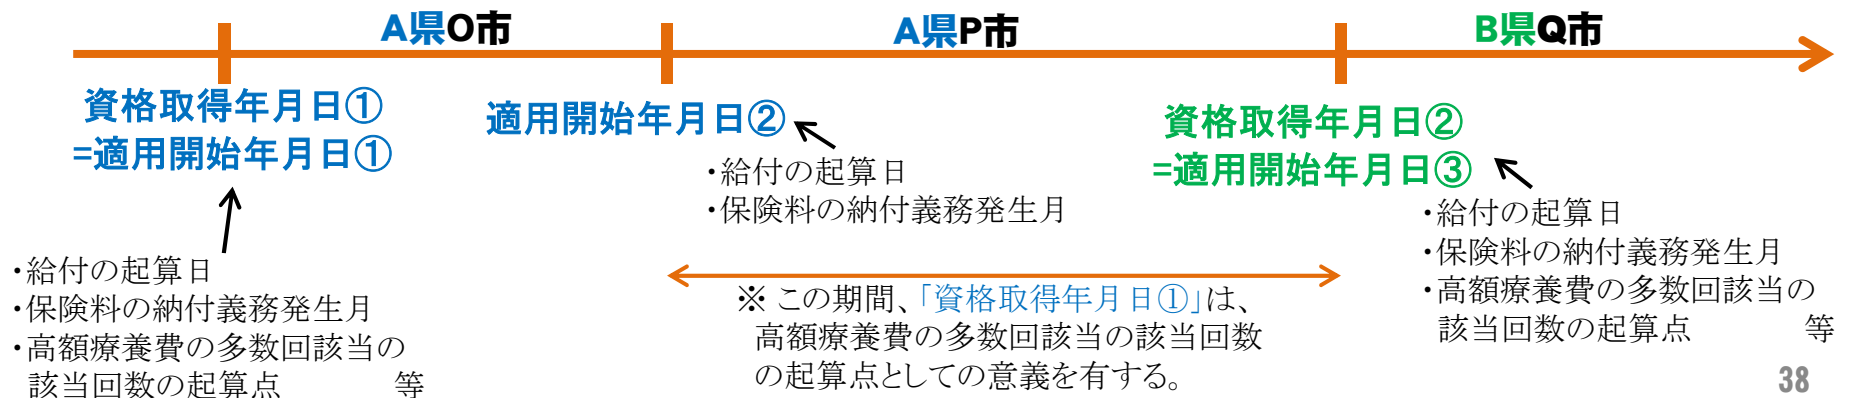 A県O市
A県P市
B県Q市
資格取得年月日①
=適用開始年月日①
・給付の起算日
・保険料の納付義務発生月
・高額療養費の多数回該当の
該当回数の起算点 等
適用開始年月日②
・給付の起算日
・保険料の納付義務発生月
※ この期間、「資格取得年月日①」は、
高額療養費の多数回該当の該当回数
の起算点としての意義を有する。
資格取得年月日②
=適用開始年月日③
・給付の起算日
・保険料の納付義務発生月
・高額療養費の多数回該当の
該当回数の起算点 等
38